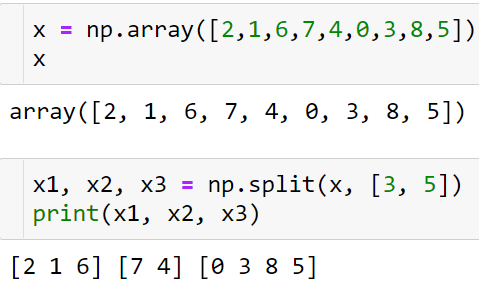 x = np.array([2,1,6,7,4,0,3,8,5])
x
array([2, 1, 6, 7, 4, 0, 3, 8, 5])
x1, x2, x3 = np.split(x, [3, 5])
print(x1, x2, x3)
[2 1 6] [7 4] [0 3 8 5]